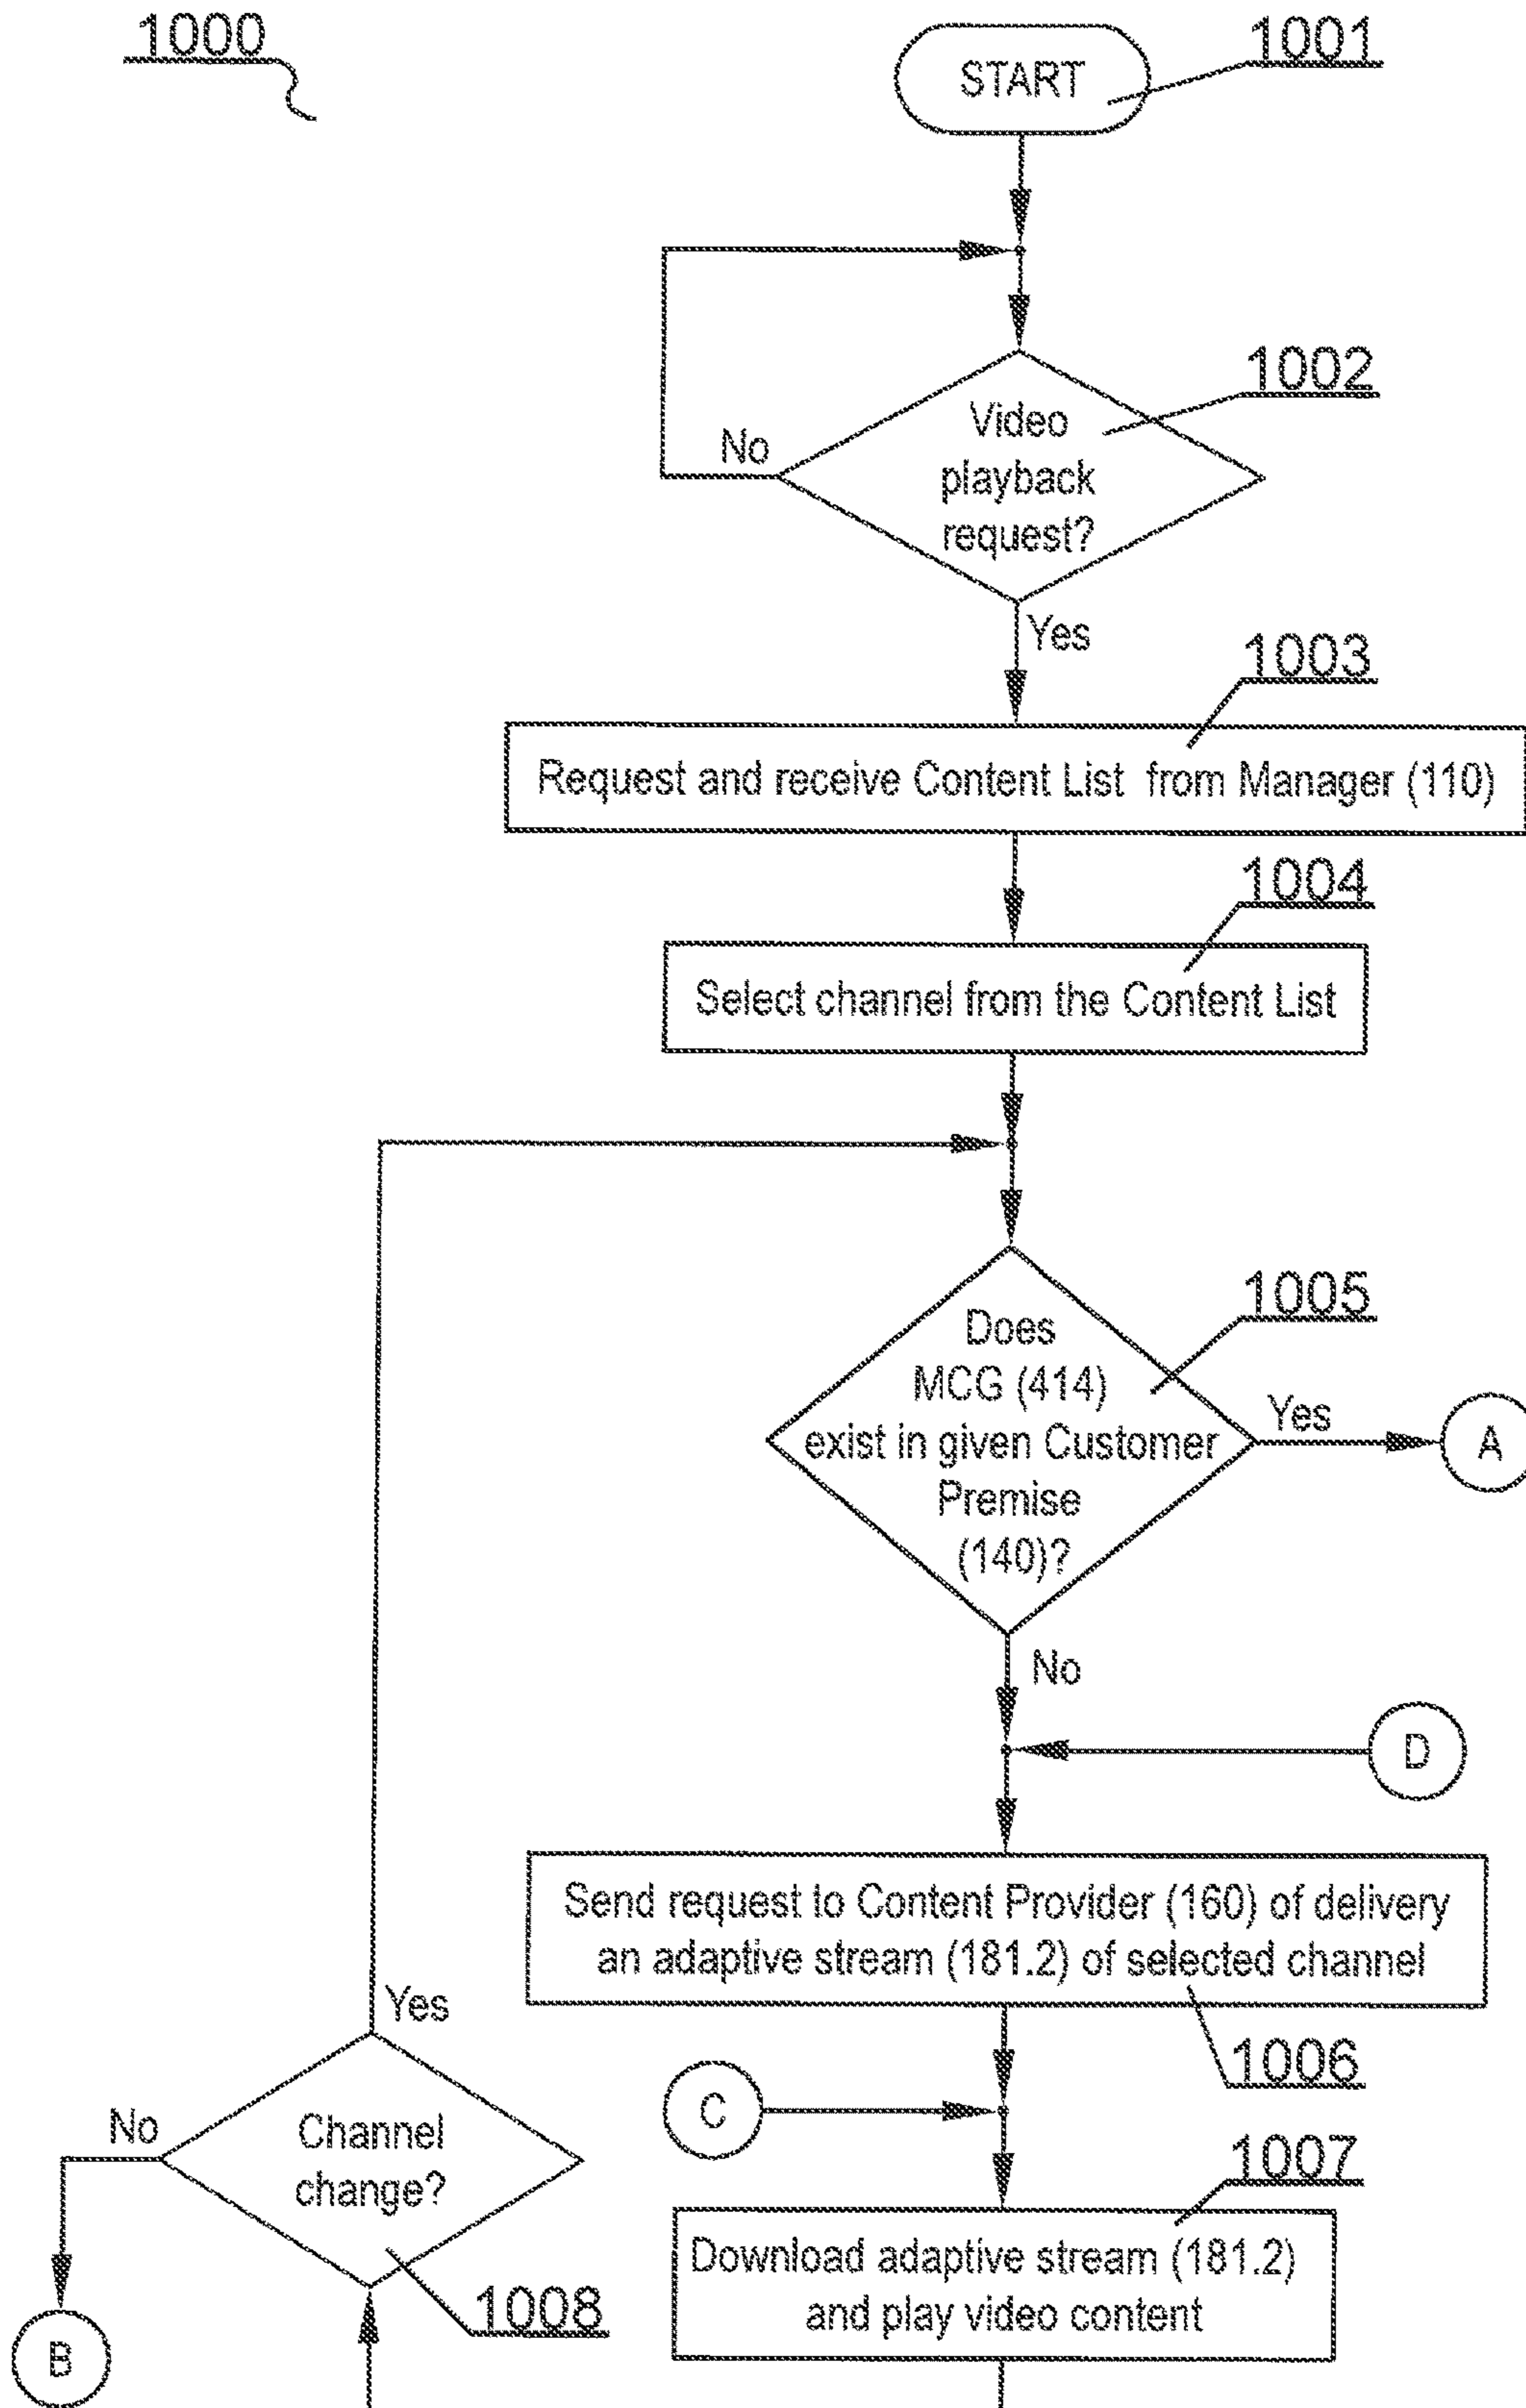 1000
START
1001
1002
Video
playback
request?
No
Yes
1003
Request and receive Content List from Manager (110)
1004
Select channel from the Content List
1005
Does
MCG (414)
exist in given Customer
Premise
(140)?
Yes
A
No
D
Send request to Content Provider (160) of delivery
an adaptive stream (181.2) of selected channel
1006
Yes
No
Channel
change?
C
1007
Download adaptive stream (181.2)
and play video content
1008
B